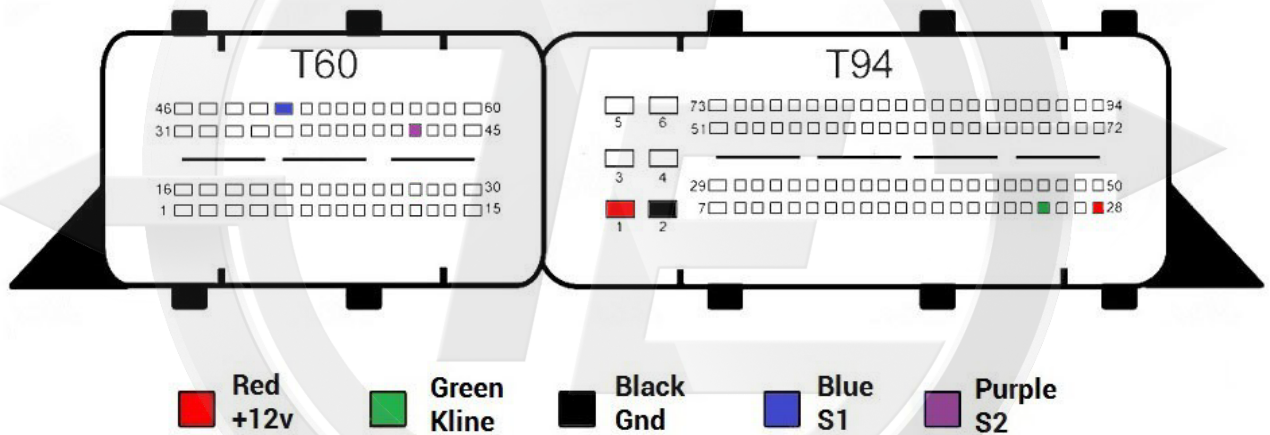 T60
T94
46 60
31 45
16 30
1 15
5 6
3 4
1 2
73 94
51 72
29 50
7 28
Red
+12v
Green
Kline
Black
Gnd
Blue
S1
Purple
S2